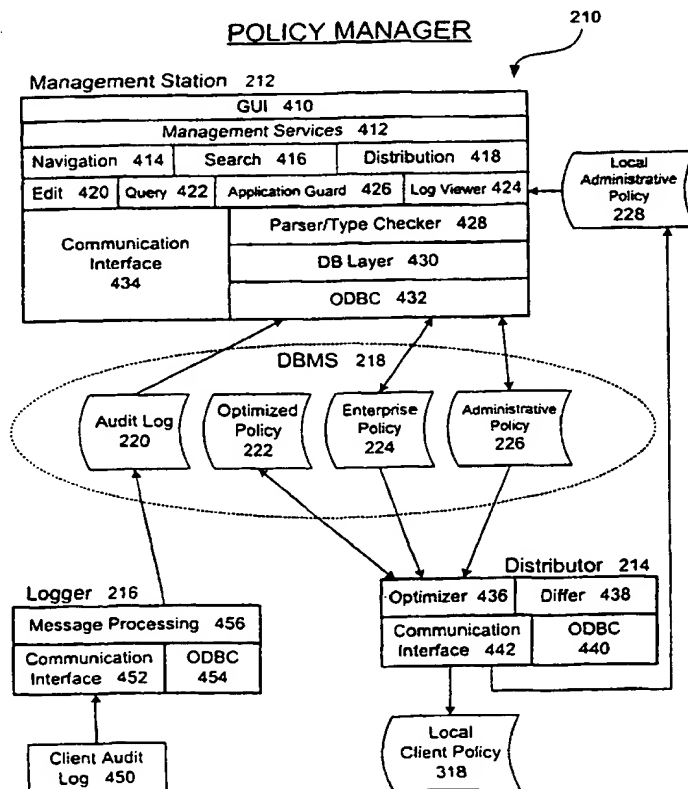 POLICY MANAGER
210
Management Station 212
GUI 410
Management Services 412
Navigation 414
Search 416
Distribution 418
Edit 420
Query 422
Application Guard 426
Log Viewer 424
Communication
Interface
434
Parser/Type Checker 428
DB Layer 430
ODBC 432
Local
Administrative
Policy
228
DBMS 218
Audit Log
220
Optimized
Policy
222
Enterprise
Policy
224
Administrative
Policy
226
Logger 216
Message Processing 456
Communication
Interface 452
ODBC
454
Client Audit
Log 450
Distributor 214
Optimizer 436
Differ 438
Communication
Interface 442
ODBC
440
Local
Client Policy
318